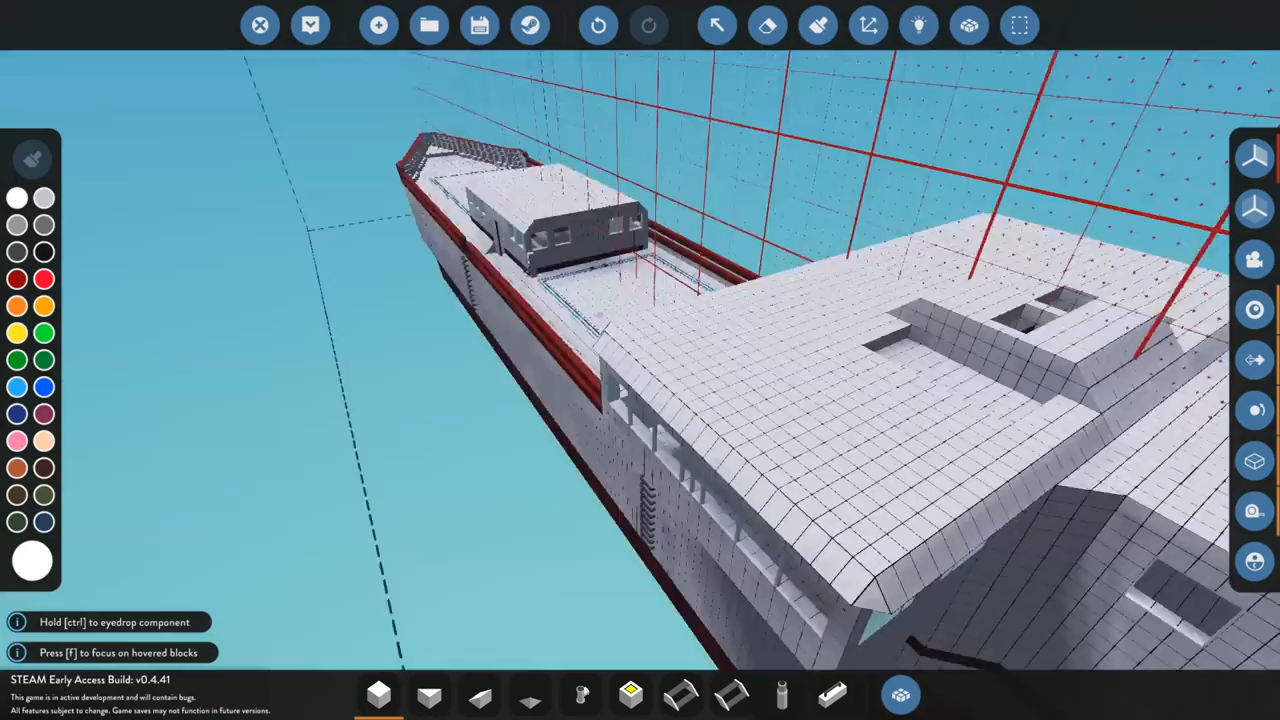 Hold [ctrl] to eyedrop component
Press [f] to focus on hovered blocks
STEAM Early Access Build: v0.4.41
This game is in active development and will contain bugs.
All features subject to change. Game saves may not function in future versions.